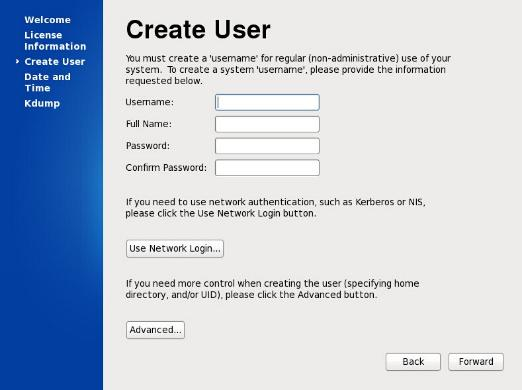 Welcome
License
Information
Create User
Date and
Time
Kdump
Create User
You must create a 'username' for regular (non-administrative) use of your
system.  To create a system 'username', please provide the information
requested below.
Username:
Full Name:
Password:
Confirm Password:
If you need to use network authentication, such as Kerberos or NIS,
please click the Use Network Login button.
Use Network Login...
If you need more control when creating the user (specifying home
directory, and/or UID), please click the Advanced button.
Advanced...
Back
Forward